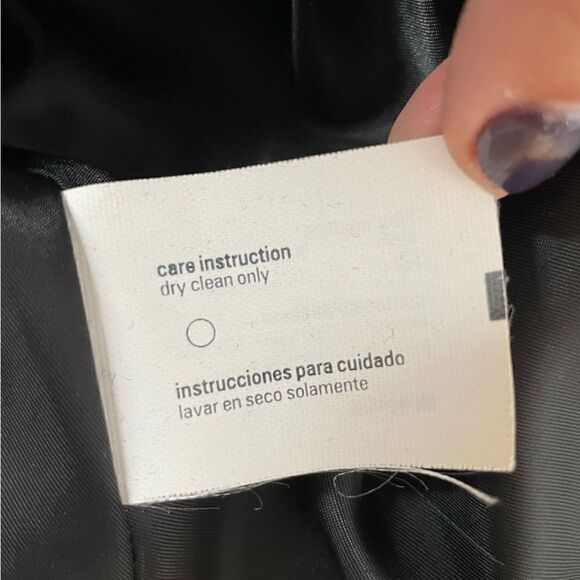 care instruction
dry clean only
instrucciones para cuidado
lavar en seco solamente